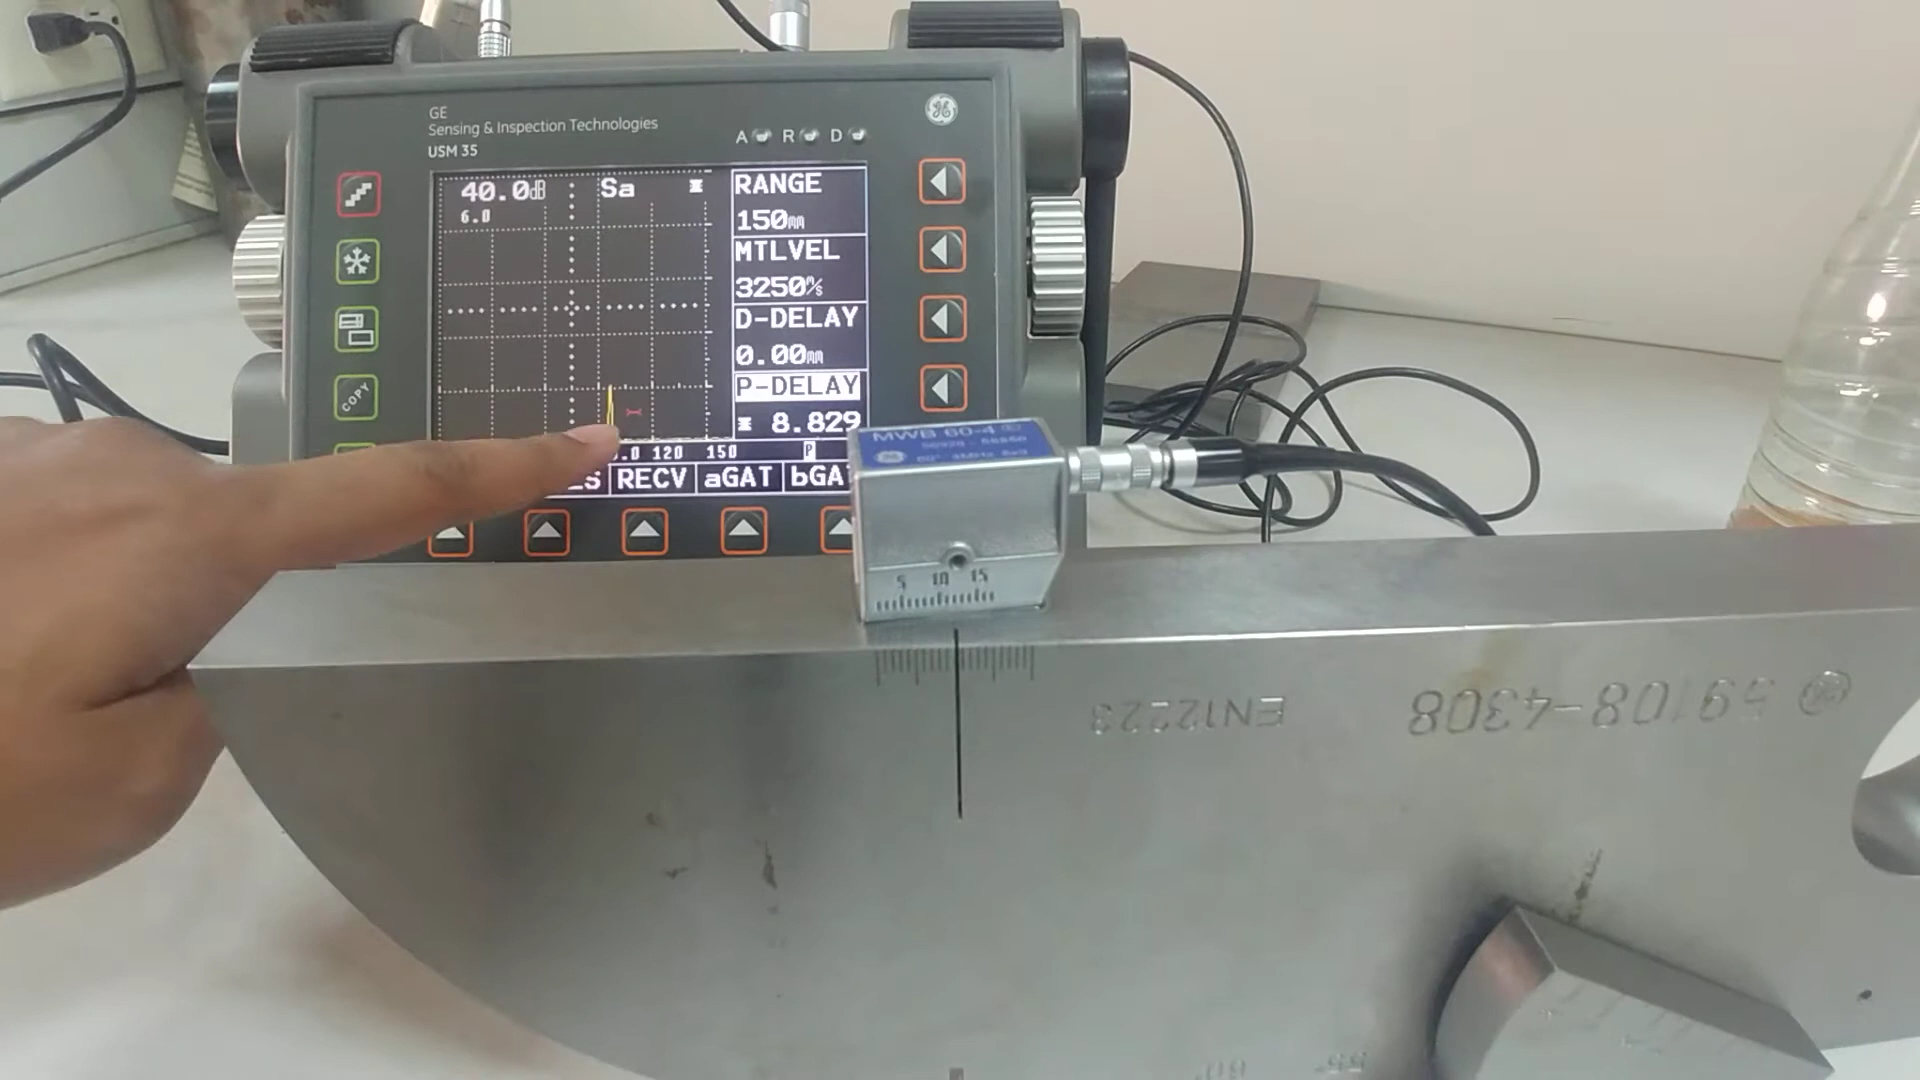 GE
Sensing & Inspection Technologies
USM 35
A R D
40.0dB
6.0
Sa
RANGE
150mm
MTLVEL
3250m/s
D-DELAY
0.00mm
P-DELAY
8.829
120 150 P
RECV aGAT bGA
COPY
MWB 60-4
5 10 15
EN12223
59108-4308